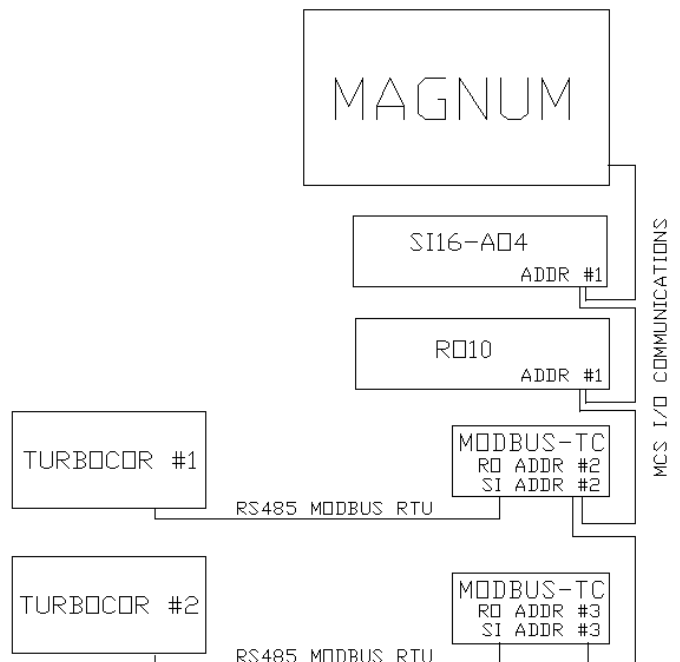 MAGNUM
SI16-AO4
ADDR #1
MCS I/O COMMUNICATIONS
RO10
ADDR #1
TURBOCOR #1
MODBUS-TC
RO ADDR #2
SI ADDR #2
RS485 MODBUS RTU
TURBOCOR #2
MODBUS-TC
RO ADDR #3
SI ADDR #3
RS485 MODBUS RTU